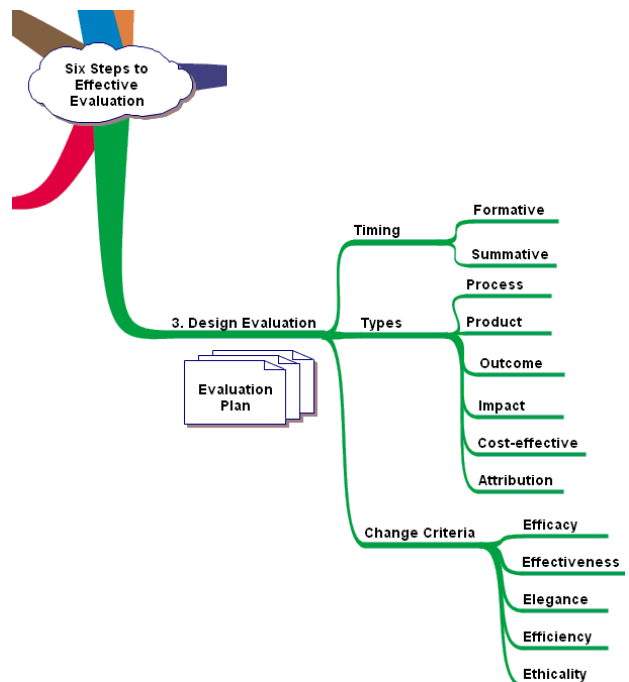 Six Steps to
Effective
Evaluation
3. Design Evaluation
Evaluation
Plan
Timing
Formative
Summative
Types
Process
Product
Outcome
Impact
Cost-effective
Attribution
Change Criteria
Efficacy
Effectiveness
Elegance
Efficiency
Ethicality